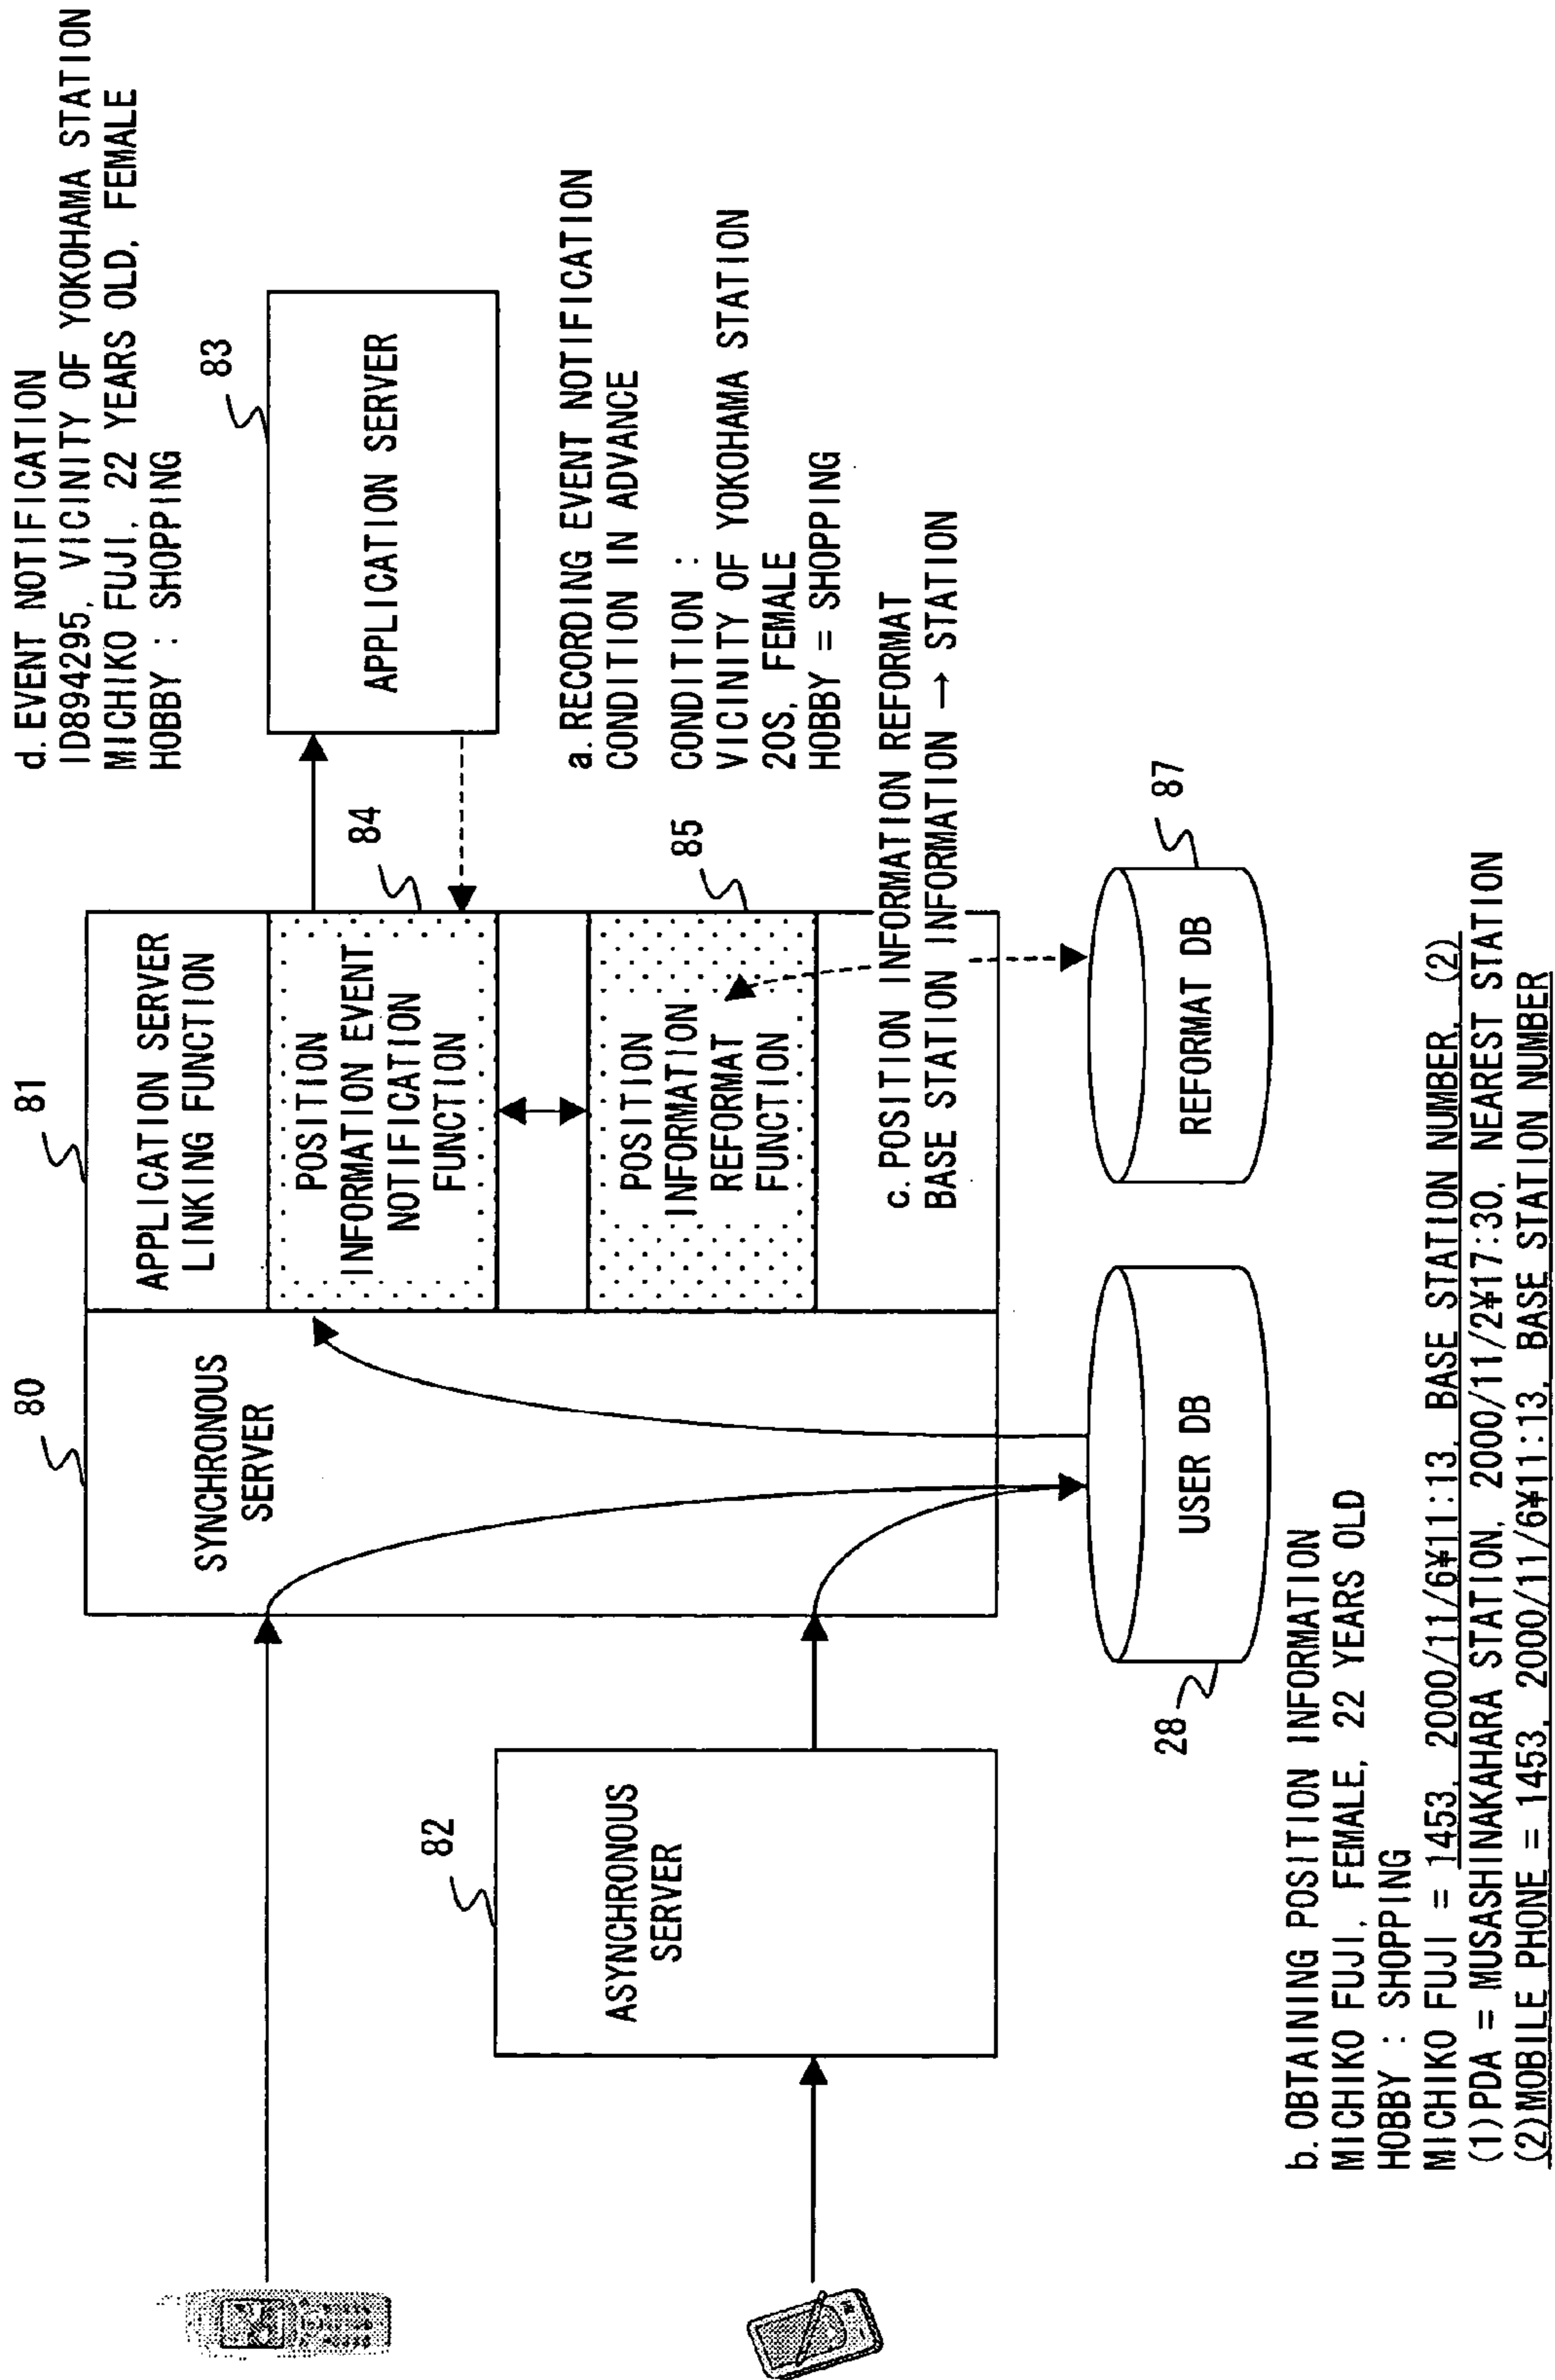 d. EVENT NOTIFICATION
ID894295, VICINITY OF YOKOHAMA STATION
MICHIKO FUJI, 22 YEARS OLD, FEMALE
HOBBY : SHOPPING
83
APPLICATION SERVER
a. RECORDING EVENT NOTIFICATION
CONDITION IN ADVANCE
CONDITION :
VICINITY OF YOKOHAMA STATION
20S, FEMALE
HOBBY = SHOPPING
81
APPLICATION SERVER
LINKING FUNCTION
84
POSITION
INFORMATION EVENT
NOTIFICATION
FUNCTION
85
POSITION
INFORMATION
REFORMAT
FUNCTION
c. POSITION INFORMATION REFORMAT
BASE STATION INFORMATION → STATION
87
REFORMAT DB
80
SYNCHRONOUS
SERVER
28
USER DB
82
ASYNCHRONOUS
SERVER
b. OBTAINING POSITION INFORMATION
MICHIKO FUJI, FEMALE, 22 YEARS OLD
HOBBY : SHOPPING
MICHIKO FUJI = 1453, 2000/11/6¥11:13, BASE STATION NUMBER, (2)
(1)PDA = MUSASHINAKAHARA STATION, 2000/11/2¥17:30, NEAREST STATION
(2)MOBILE PHONE = 1453, 2000/11/6¥11:13, BASE STATION NUMBER